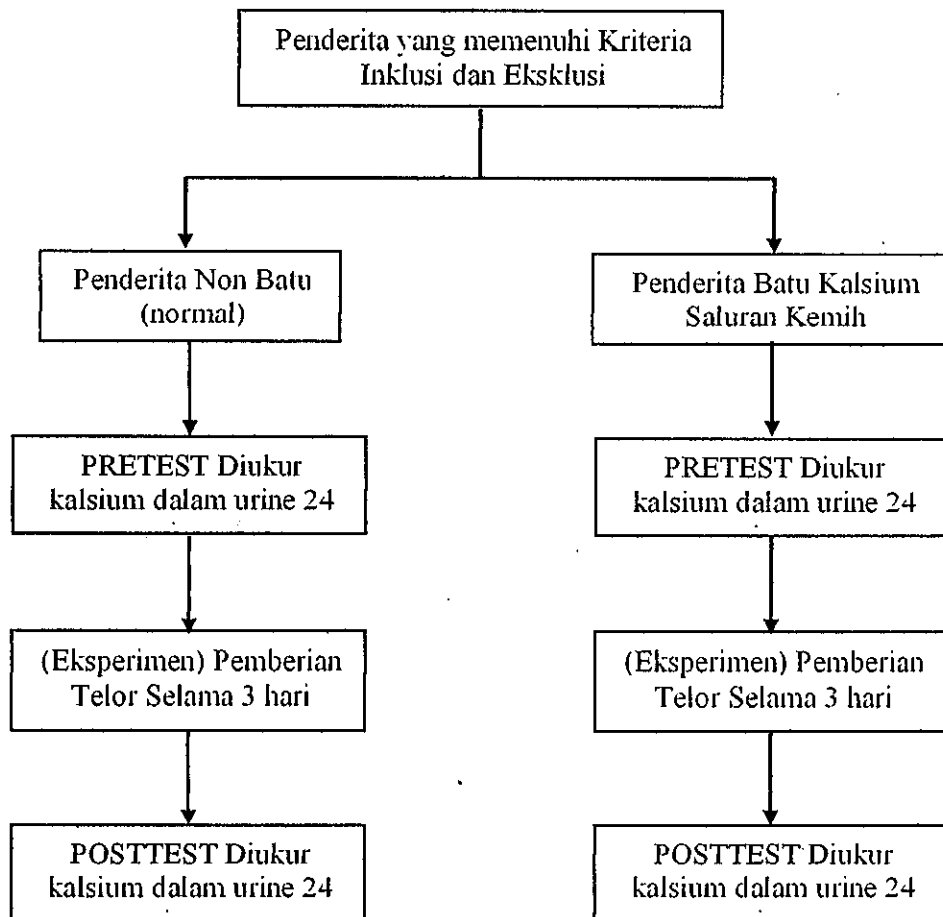 Penderita yang memenuhi Kriteria
Inklusi dan Eksklusi
Penderita Non Batu
(normal)
Penderita Batu Kalsium
Saluran Kemih
PRETEST Diukur
kalsium dalam urine 24
PRETEST Diukur
kalsium dalam urine 24
(Eksperimen) Pemberian
Telor Selama 3 hari
(Eksperimen) Pemberian
Telor Selama 3 hari
POSTTEST Diukur
kalsium dalam urine 24
POSTTEST Diukur
kalsium dalam urine 24